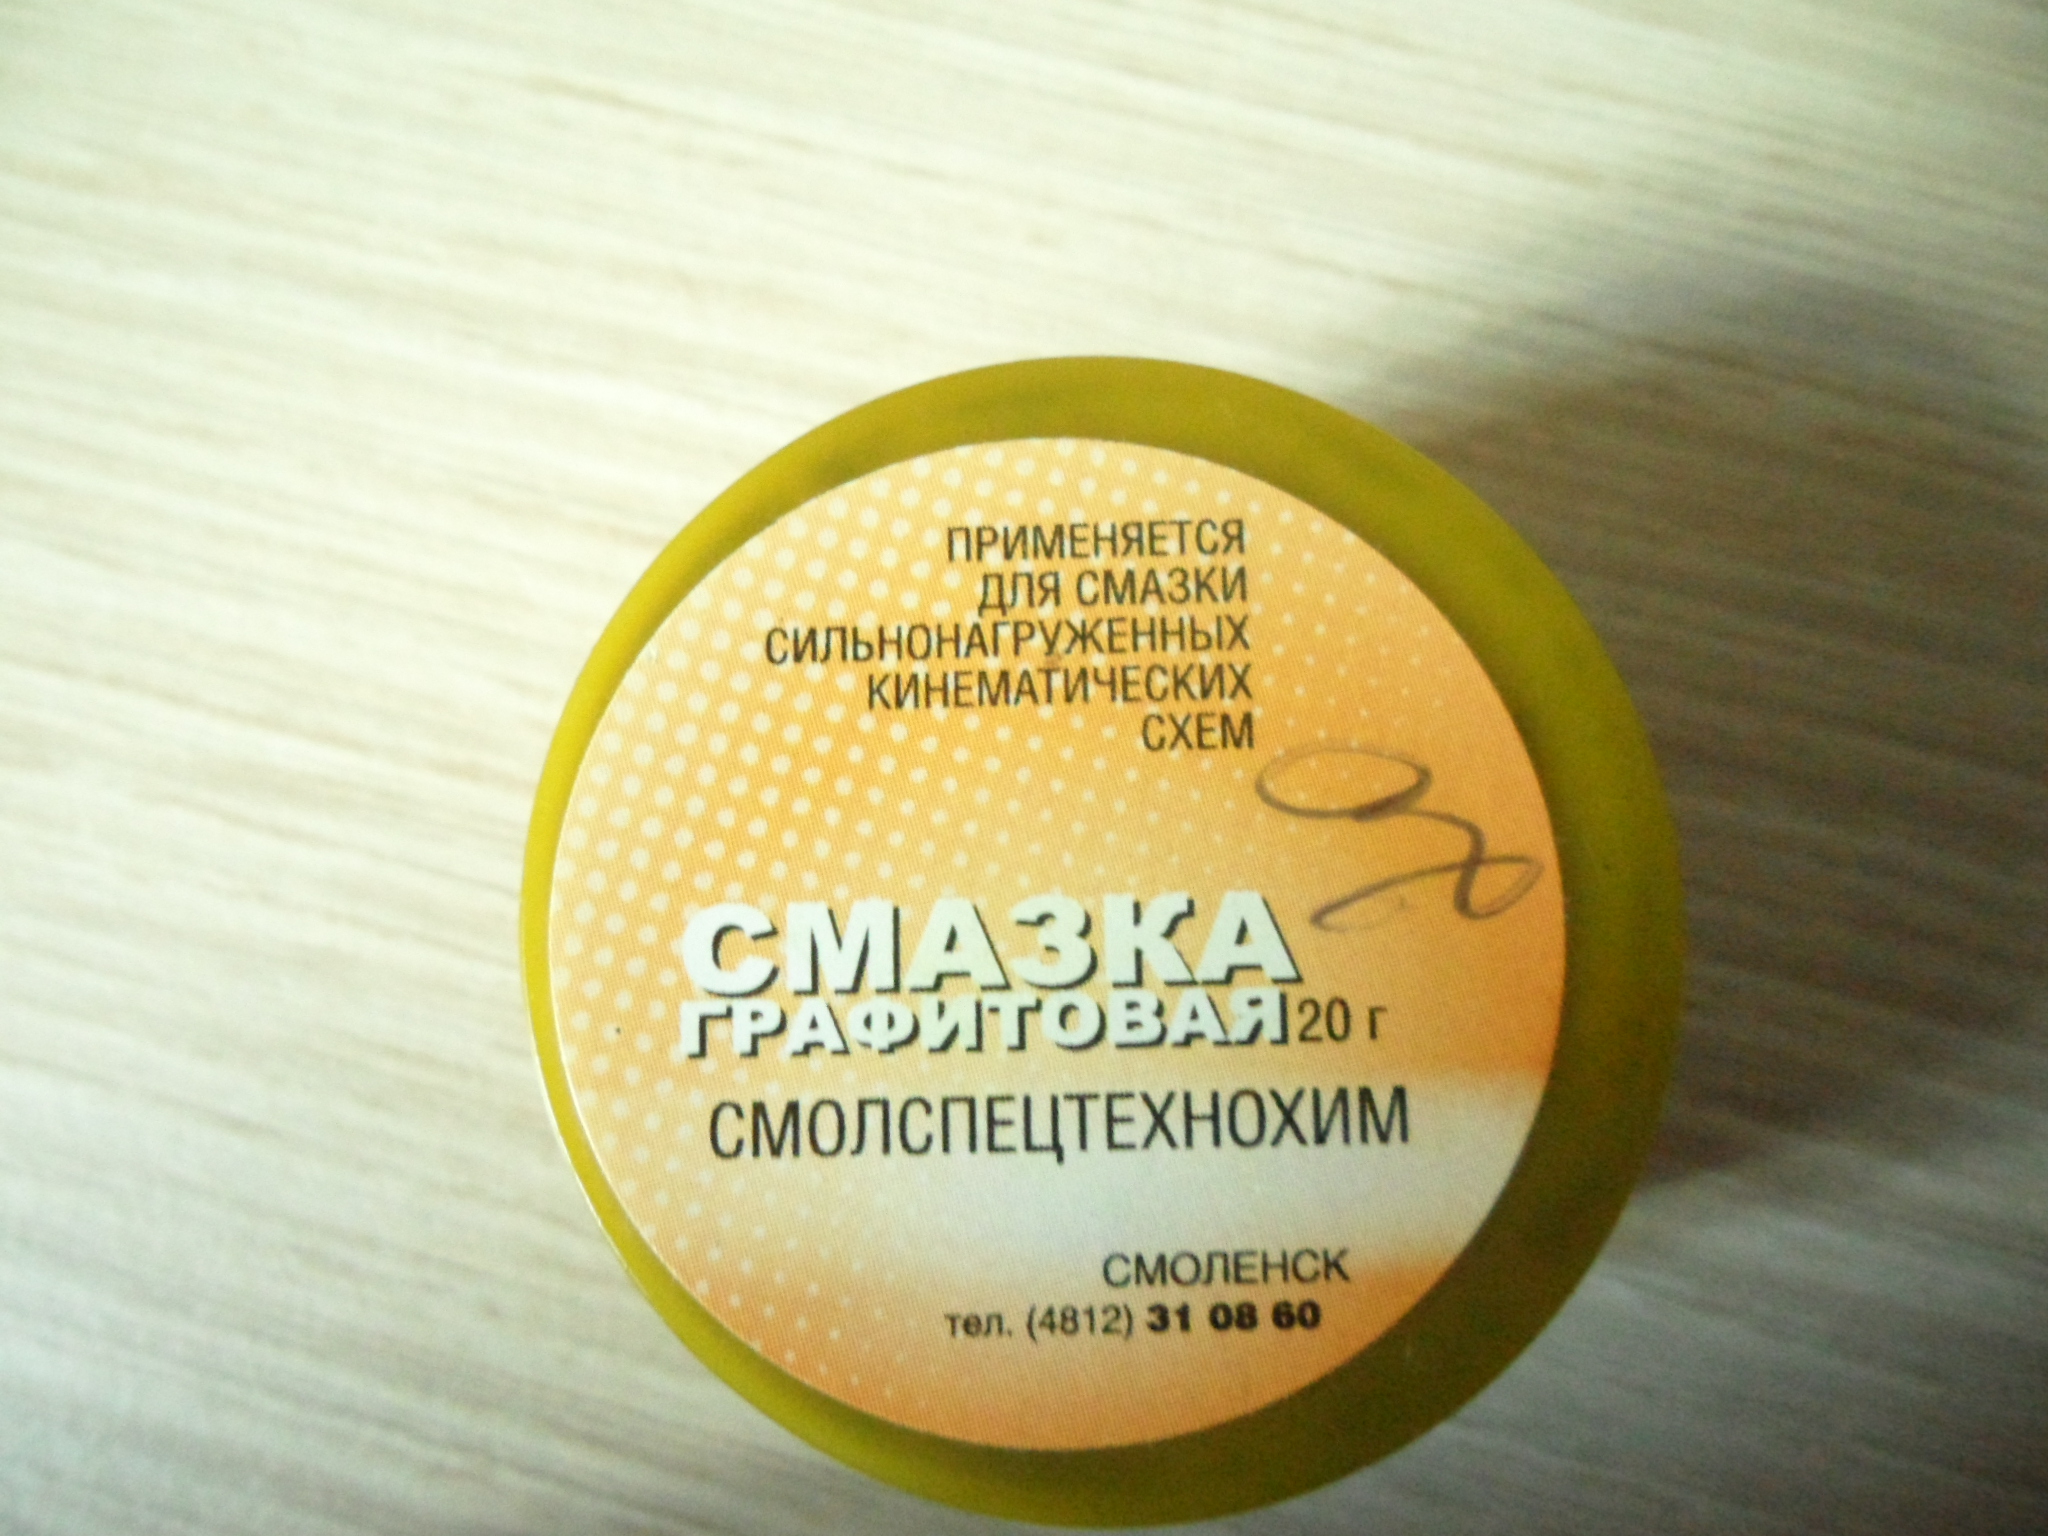 ПРИМЕНЯЕТСЯ
ДЛЯ СМАЗКИ
СИЛЬНОНАГРУЖЕННЫХ
КИНЕМАТИЧЕСКИХ
СХЕМ
СМАЗКА
ГРАФИТОВАЯ 20 г
СМОЛСПЕЦТЕХНОХИМ
СМОЛЕНСК
тел. (4812) 31 08 60